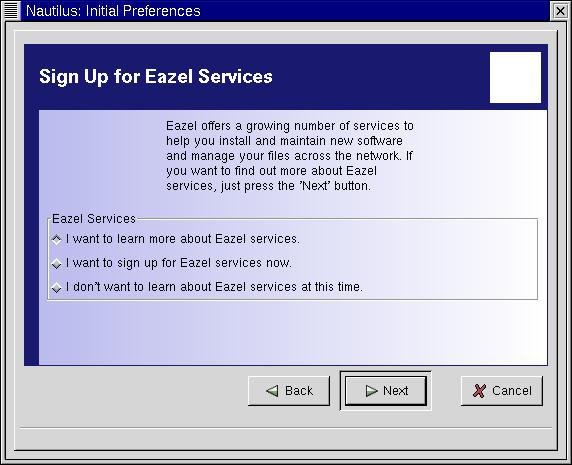 Nautilus: Initial Preferences
Sign Up for Eazel Services
Eazel offers a growing number of services to
help you install and maintain new software
and manage your files across the network. If
you want to find out more about Eazel
services, just press the 'Next' button.
Eazel Services
I want to learn more about Eazel services.
I want to sign up for Eazel services now.
I don't want to learn about Eazel services at this time.
Back Next Cancel